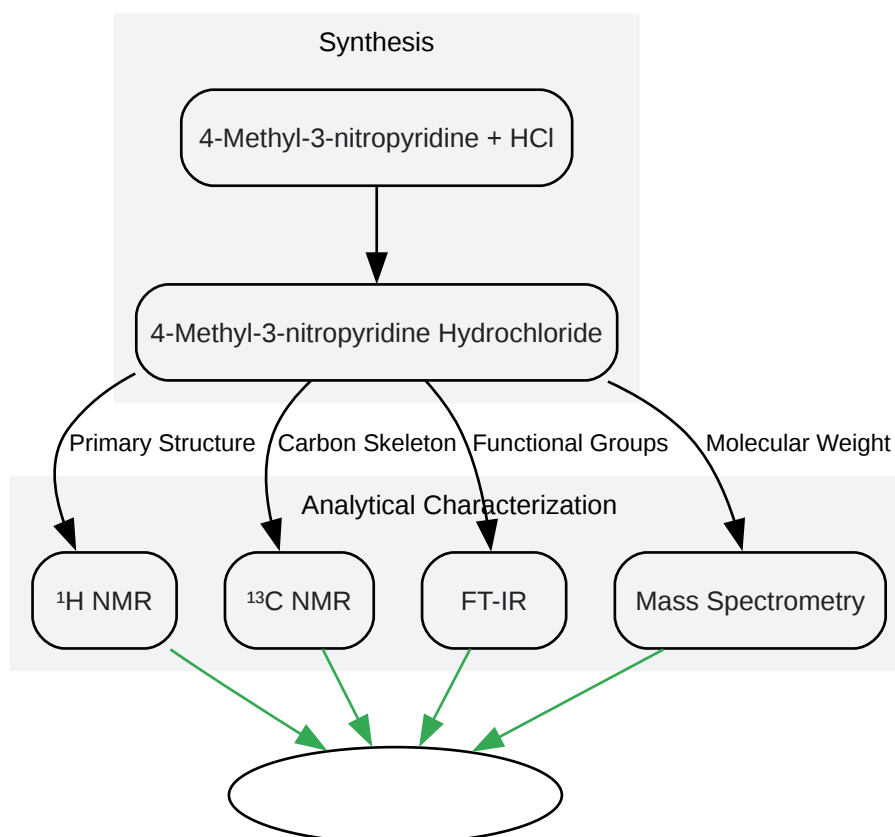 Synthesis
4-Methyl-3-nitropyridine + HCl
4-Methyl-3-nitropyridine Hydrochloride
Primary Structure
Carbon Skeleton
Functional Groups
Molecular Weight
Analytical Characterization
¹H NMR
¹³C NMR
FT-IR
Mass Spectrometry